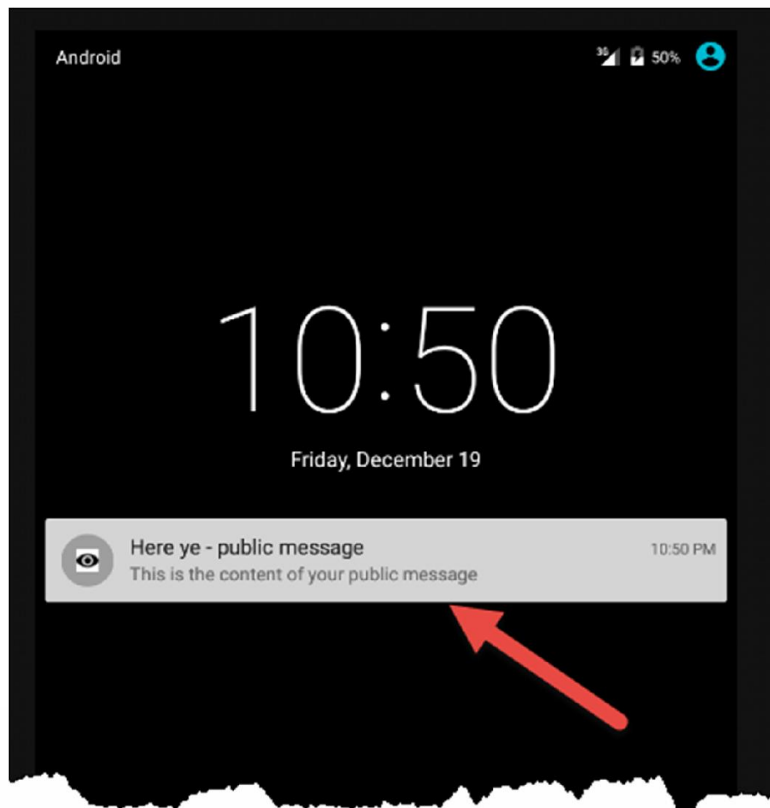 Android
3G
50%
10:50
Friday, December 19
Here ye - public message
10:50 PM
This is the content of your public message